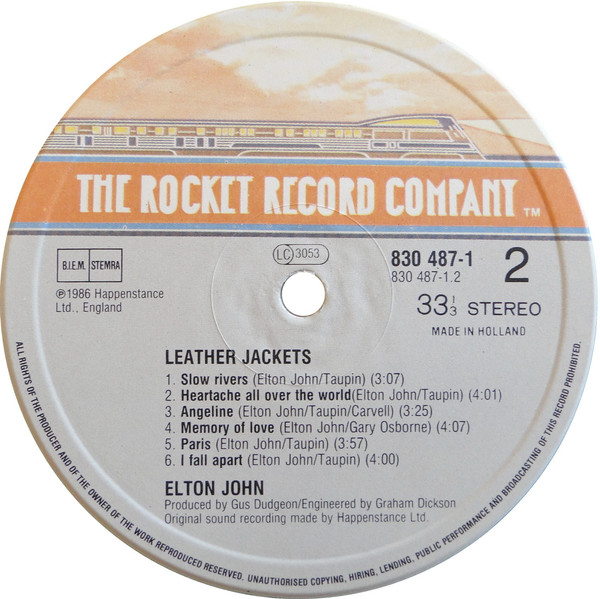 THE ROCKET RECORD COMPANY ™
B.I.E.M. STEMRA
LC 3053
830 487-1
830 487-1.2
2
℗1986 Happenstance
Ltd., England
33 1/3 STEREO
MADE IN HOLLAND
LEATHER JACKETS
1. Slow rivers (Elton John/Taupin) (3:07)
2. Heartache all over the world(Elton John/Taupin) (4:01)
3. Angeline (Elton John/Taupin/Carvell) (3:25)
4. Memory of love (Elton John/Gary Osborne) (4:07)
5. Paris (Elton John/Taupin) (3:57)
6. I fall apart (Elton John/Taupin) (4:00)
ELTON JOHN
Produced by Gus Dudgeon/Engineered by Graham Dickson
Original sound recording made by Happenstance Ltd.
ALL RIGHTS OF THE PRODUCER AND OF THE OWNER OF THE WORK REPRODUCED RESERVED. UNAUTHORISED COPYING, HIRING, LENDING, PUBLIC PERFORMANCE AND BROADCASTING OF THIS RECORD PROHIBITED.